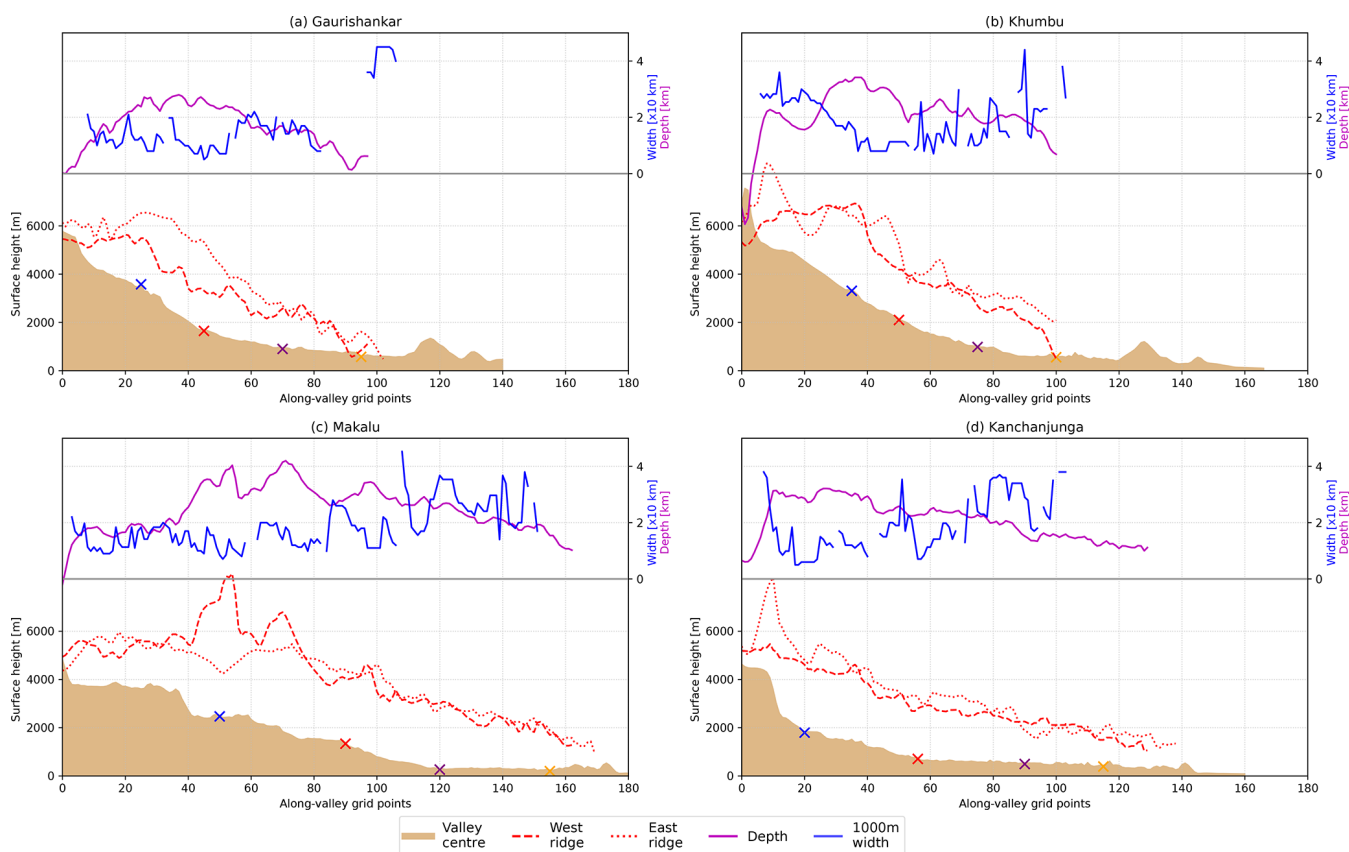 (a) Gaurishankar
4
2
0
Width [x10 km]
Depth [km]
6000
4000
2000
0
Surface height [m]
0 20 40 60 80 100 120 140 160 180
Along-valley grid points
(b) Khumbu
4
2
0
Width [x10 km]
Depth [km]
6000
4000
2000
0
Surface height [m]
0 20 40 60 80 100 120 140 160 180
Along-valley grid points
(c) Makalu
4
2
0
Width [x10 km]
Depth [km]
6000
4000
2000
0
Surface height [m]
0 20 40 60 80 100 120 140 160 180
Along-valley grid points
(d) Kanchanjunga
4
2
0
Width [x10 km]
Depth [km]
6000
4000
2000
0
Surface height [m]
0 20 40 60 80 100 120 140 160 180
Along-valley grid points
Valley
centre
West
ridge
East
ridge
Depth
1000m
width